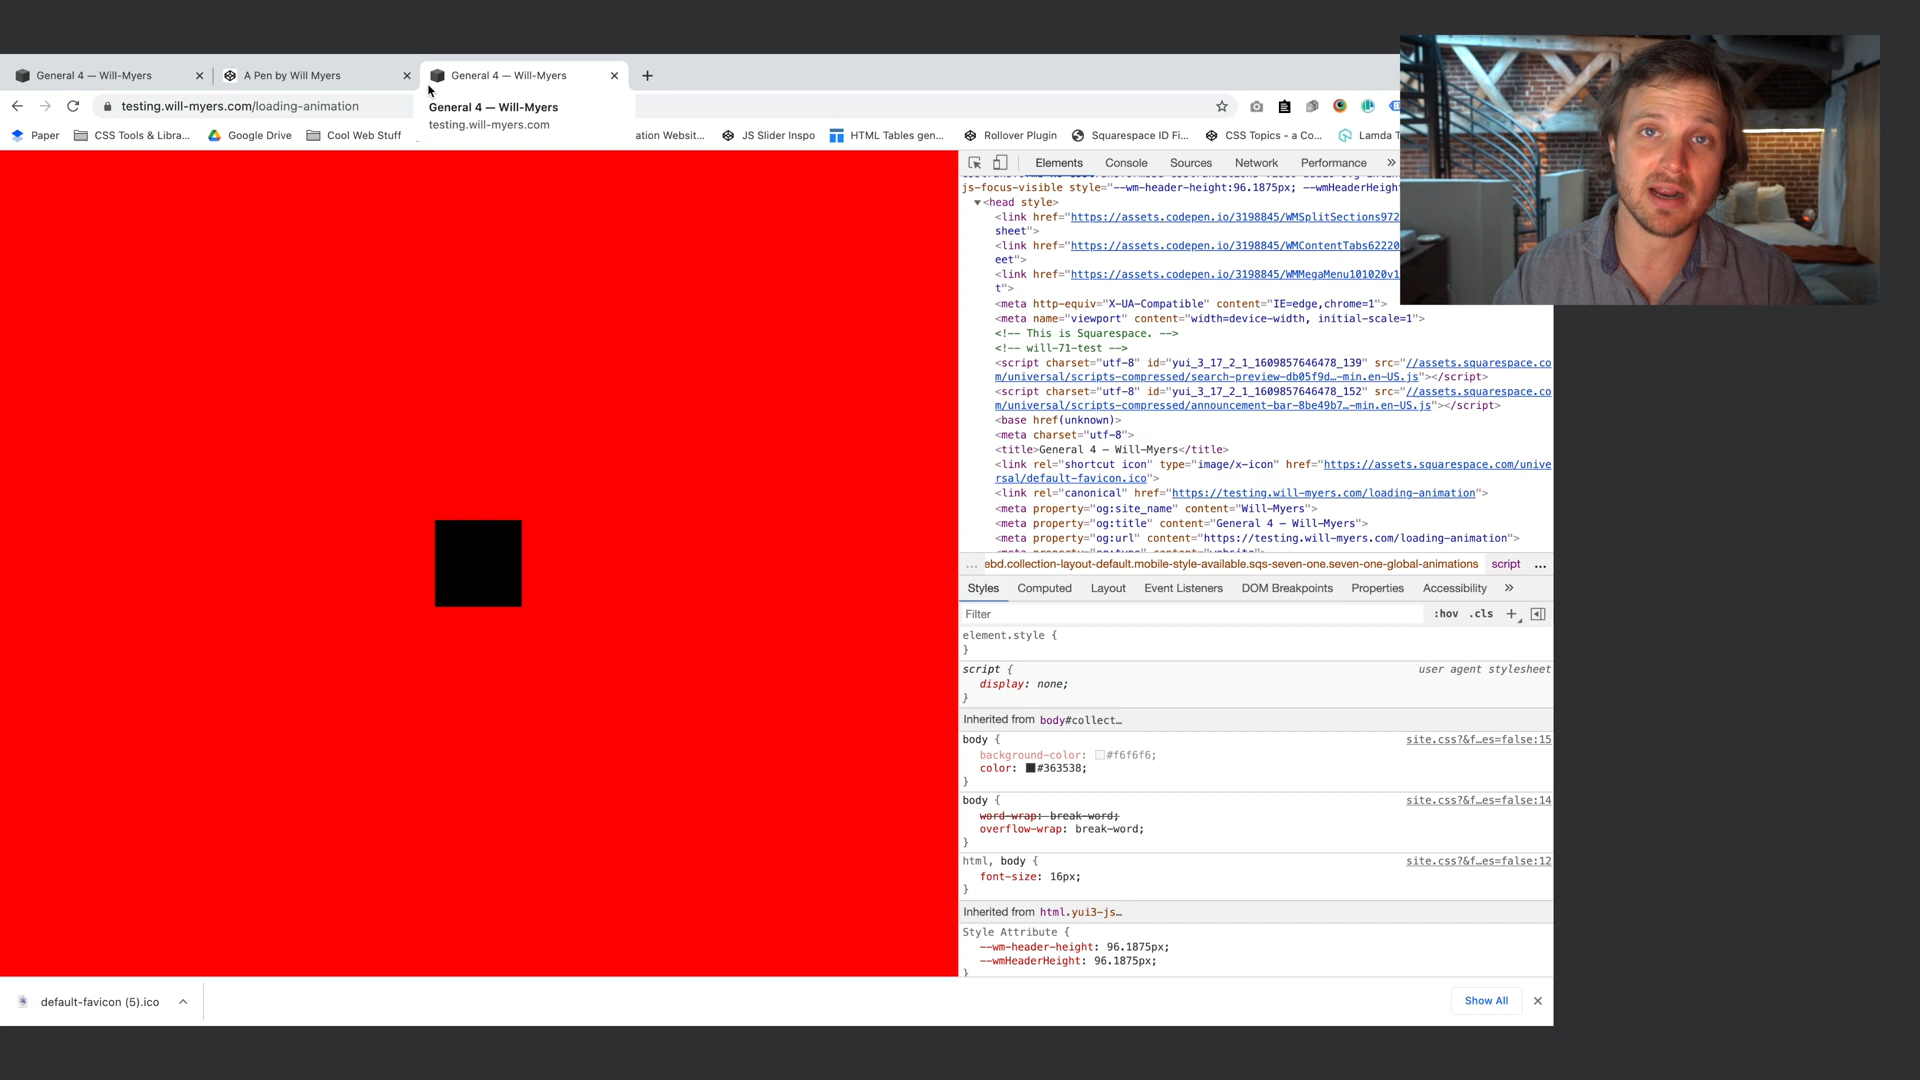 General 4 — Will-Myers
A Pen by Will Myers
General 4 — Will-Myers
testing.will-myers.com/loading-animation
General 4 — Will-Myers
testing.will-myers.com
Paper
CSS Tools & Libra...
Google Drive
Cool Web Stuff
ation Websit...
JS Slider Inspo
HTML Tables gen...
Rollover Plugin
Squarespace ID Fi...
CSS Topics - a Co...
Lamda T
Elements
Console
Sources
Network
Performance
»
js-focus-visible style="--wm-header-height:96.1875px; --wmHeaderHeigh
▼<head style>
<link href="https://assets.codepen.io/3198845/WMSplitSections972
sheet">
<link href="https://assets.codepen.io/3198845/WMContentTabs62220
eet">
<link href="https://assets.codepen.io/3198845/WMMegaMenu101020v1
t">
<meta http-equiv="X-UA-Compatible" content="IE=edge,chrome=1">
<meta name="viewport" content="width=device-width, initial-scale=1">
<!-- This is Squarespace. -->
<!-- will-71-test -->
<script charset="utf-8" id="yui_3_17_2_1_1609857646478_139" src="//assets.squarespace.co
m/universal/scripts-compressed/search-preview-db05f9d…-min.en-US.js"></script>
<script charset="utf-8" id="yui_3_17_2_1_1609857646478_152" src="//assets.squarespace.co
m/universal/scripts-compressed/announcement-bar-8be49b7…-min.en-US.js"></script>
<base href(unknown)>
<meta charset="utf-8">
<title>General 4 — Will-Myers</title>
<link rel="shortcut icon" type="image/x-icon" href="https://assets.squarespace.com/unive
rsal/default-favicon.ico">
<link rel="canonical" href="https://testing.will-myers.com/loading-animation">
<meta property="og:site_name" content="Will-Myers">
<meta property="og:title" content="General 4 — Will-Myers">
<meta property="og:url" content="https://testing.will-myers.com/loading-animation">
... ebd.collection-layout-default.mobile-style-available.sqs-seven-one.seven-one-global-animations script ...
Styles
Computed
Layout
Event Listeners
DOM Breakpoints
Properties
Accessibility
»
Filter
:hov .cls +
element.style {
}
script {
user agent stylesheet
display: none;
}
Inherited from body#collect…
body {
site.css?&f…es=false:15
background-color: #f6f6f6;
color: #363538;
}
body {
site.css?&f…es=false:14
word-wrap: break-word;
overflow-wrap: break-word;
}
html, body {
site.css?&f…es=false:12
font-size: 16px;
}
Inherited from html.yui3-js…
Style Attribute {
--wm-header-height: 96.1875px;
--wmHeaderHeight: 96.1875px;
}
default-favicon (5).ico
Show All